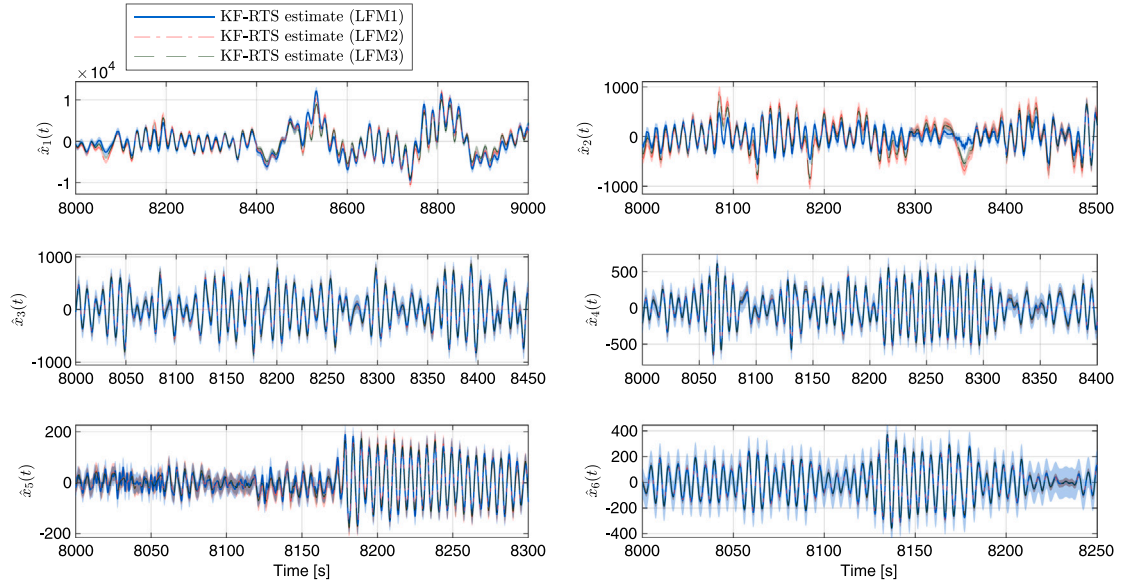 KF-RTS estimate (LFM1)
KF-RTS estimate (LFM2)
KF-RTS estimate (LFM3)
× 10⁴
x̂₁(t)
1
0
-1
8000 8200 8400 8600 8800 9000
x̂₂(t)
1000
0
-1000
8000 8100 8200 8300 8400 8500
x̂₃(t)
1000
0
-1000
8000 8050 8100 8150 8200 8250 8300 8350 8400 8450
x̂₄(t)
500
0
-500
8000 8050 8100 8150 8200 8250 8300 8350 8400
x̂₅(t)
200
0
-200
8000 8050 8100 8150 8200 8250 8300
Time [s]
x̂₆(t)
400
200
0
-200
-400
8000 8050 8100 8150 8200 8250
Time [s]